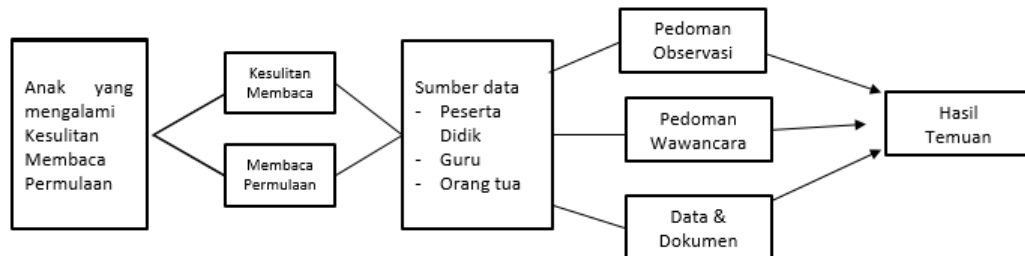 Anak yang
mengalami
Kesulitan
Membaca
Permulaan
Kesulitan
Membaca
Membaca
Permulaan
Sumber data
- Peserta
Didik
- Guru
- Orang tua
Pedoman
Observasi
Pedoman
Wawancara
Data &
Dokumen
Hasil
Temuan